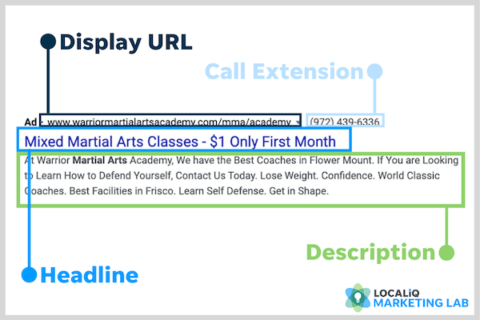 Display URL
Call Extension
Ad · www.warriormartialartsacademy.com/mma/academy (972) 439-6336
Mixed Martial Arts Classes - $1 Only First Month
At Warrior Martial Arts Academy, We have the Best Coaches in Flower Mount. If You are Looking
to Learn How to Defend Yourself, Contact Us Today. Lose Weight. Confidence. World Classic
Coaches. Best Facilities in Frisco. Learn Self Defense. Get in Shape.
Description
Headline
LOCALiQ
MARKETING LAB